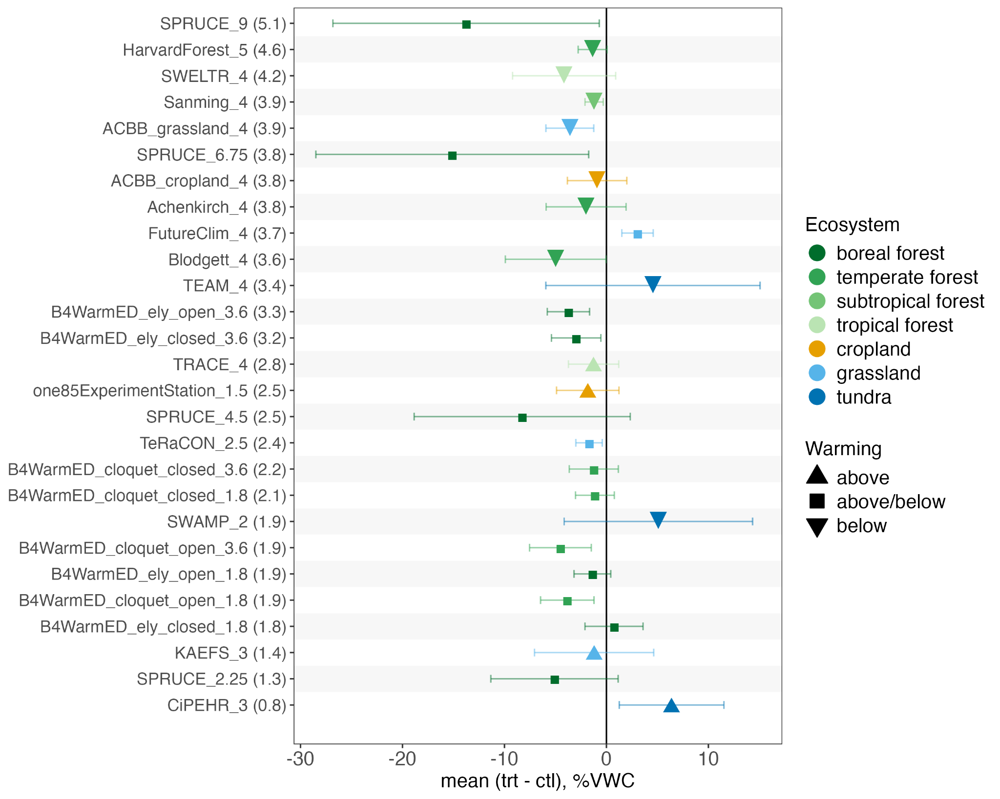 SPRUCE_9 (5.1)
HarvardForest_5 (4.6)
SWELTR_4 (4.2)
Sanming_4 (3.9)
ACBB_grassland_4 (3.9)
SPRUCE_6.75 (3.8)
ACBB_cropland_4 (3.8)
Achenkirch_4 (3.8)
FutureClim_4 (3.7)
Blodgett_4 (3.6)
TEAM_4 (3.4)
B4WarmED_ely_open_3.6 (3.3)
B4WarmED_ely_closed_3.6 (3.2)
TRACE_4 (2.8)
one85ExperimentStation_1.5 (2.5)
SPRUCE_4.5 (2.5)
TeRaCON_2.5 (2.4)
B4WarmED_cloquet_closed_3.6 (2.2)
B4WarmED_cloquet_closed_1.8 (2.1)
SWAMP_2 (1.9)
B4WarmED_cloquet_open_3.6 (1.9)
B4WarmED_ely_open_1.8 (1.9)
B4WarmED_cloquet_open_1.8 (1.9)
B4WarmED_ely_closed_1.8 (1.8)
KAEFS_3 (1.4)
SPRUCE_2.25 (1.3)
CiPEHR_3 (0.8)
-30 -20 -10 0 10
mean (trt - ctl), %VWC
Ecosystem
boreal forest
temperate forest
subtropical forest
tropical forest
cropland
grassland
tundra
Warming
above
above/below
below